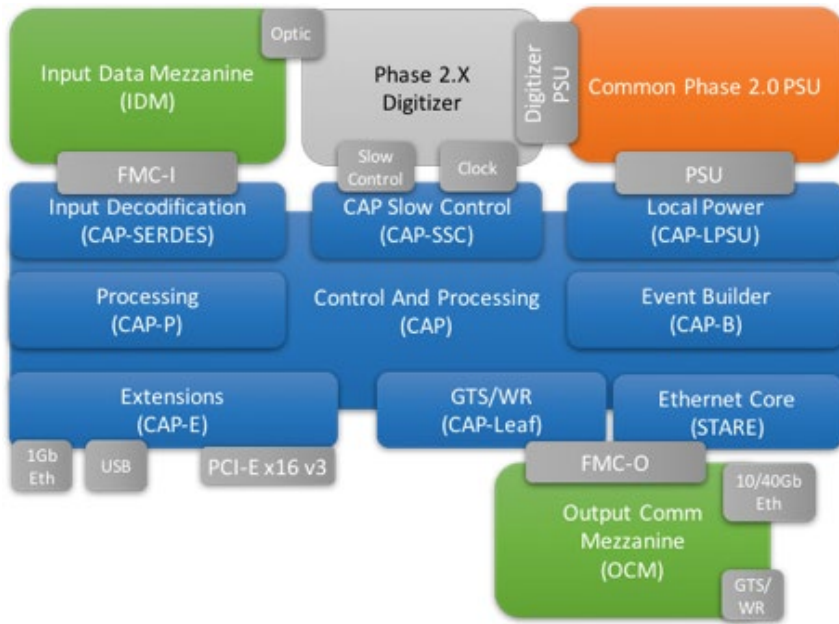 Input Data Mezzanine
(IDM)
Optic
Phase 2.X
Digitizer
Digitizer
PSU
Common Phase 2.0 PSU
FMC-I
Slow
Control
Clock
PSU
Input Decodification
(CAP-SERDES)
CAP Slow Control
(CAP-SSC)
Local Power
(CAP-LPSU)
Processing
(CAP-P)
Control And Processing
(CAP)
Event Builder
(CAP-B)
Extensions
(CAP-E)
GTS/WR
(CAP-Leaf)
Ethernet Core
(STARE)
1Gb
Eth
USB
PCI-E x16 v3
FMC-O
10/40Gb
Eth
Output Comm
Mezzanine
(OCM)
GTS/
WR